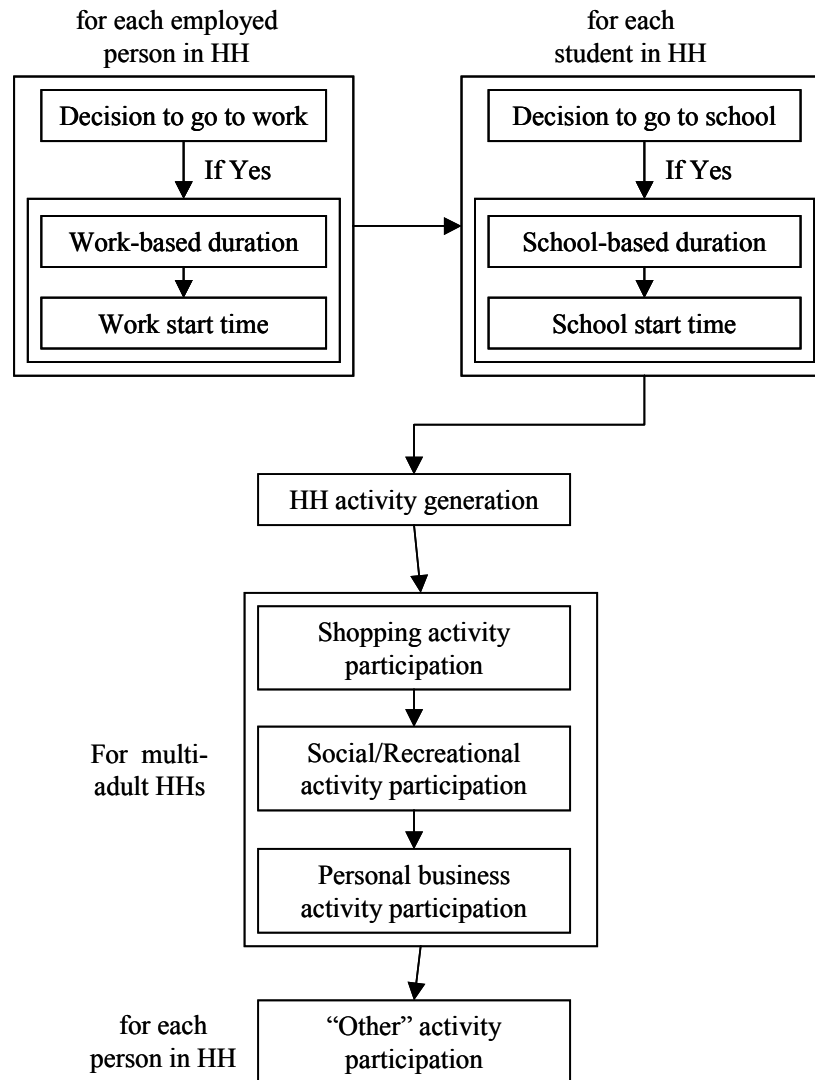 for each employed
person in HH
for each
student in HH
Decision to go to work
If Yes
Work-based duration
Work start time
Decision to go to school
If Yes
School-based duration
School start time
HH activity generation
Shopping activity
participation
For multi-
adult HHs
Social/Recreational
activity participation
Personal business
activity participation
for each
person in HH
“Other” activity
participation